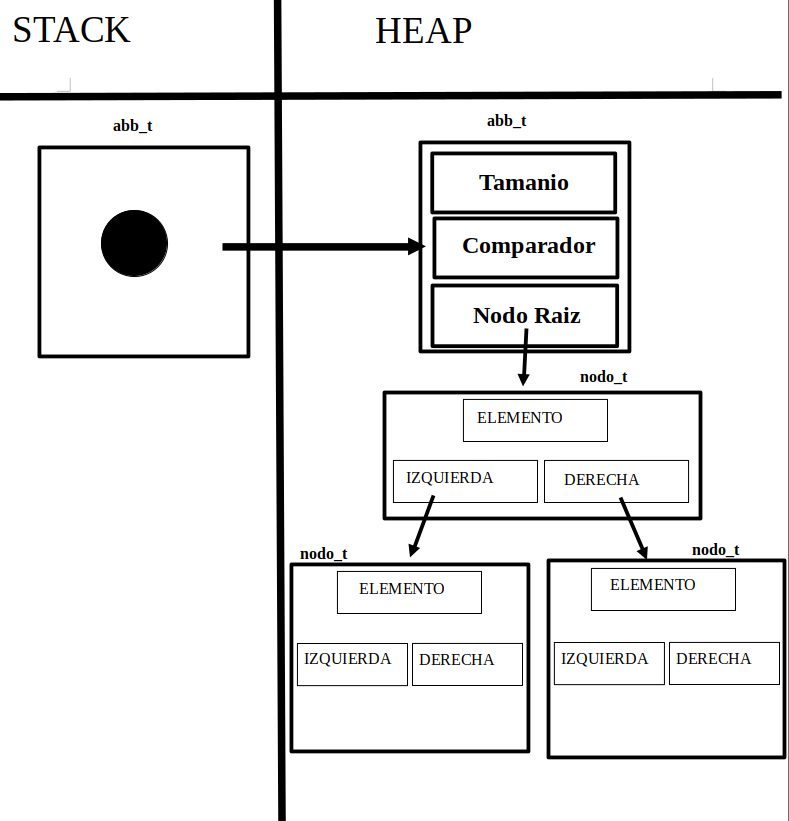 STACK
HEAP
abb_t
abb_t
Tamanio
Comparador
Nodo Raiz
nodo_t
ELEMENTO
IZQUIERDA
DERECHA
nodo_t
nodo_t
ELEMENTO
ELEMENTO
IZQUIERDA
DERECHA
IZQUIERDA
DERECHA